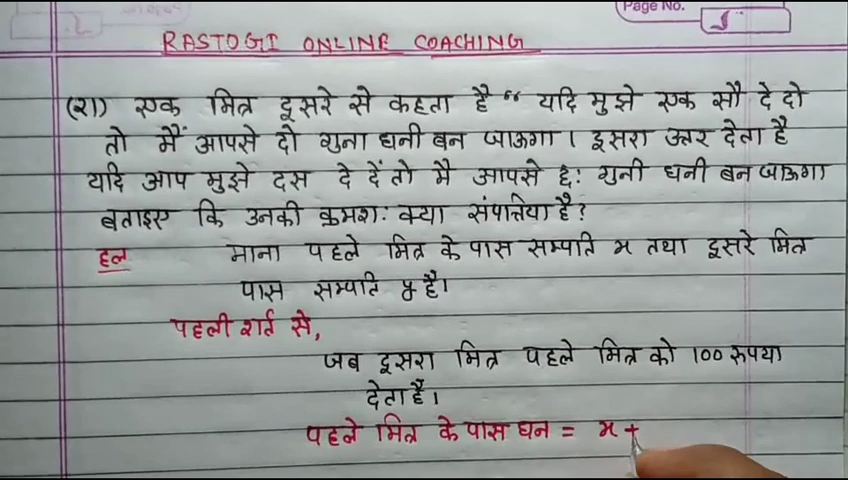 Page No.
RASTOGI ONLINE COACHING
(२१) एक मित्र दूसरे से कहता है “ यदि मुझे एक सौ दे दो
तो मैं आपसे दो गुना धनी बन जाऊगा । दूसरा उत्तर देता है
यदि आप मुझे दस दे दें तो मै आपसे छः गुनी धनी बन जाऊगा
बताइए कि उनकी क्रमशः क्या संपत्तिया है ?
हल माना पहले मित्र के पास सम्पति x तथा दूसरे मित्र
पास सम्पति y है।
पहली शर्त से,
जब दूसरा मित्र पहले मित्र को 100 रूपया
देता है।
पहले मित्र के पास धन = x +